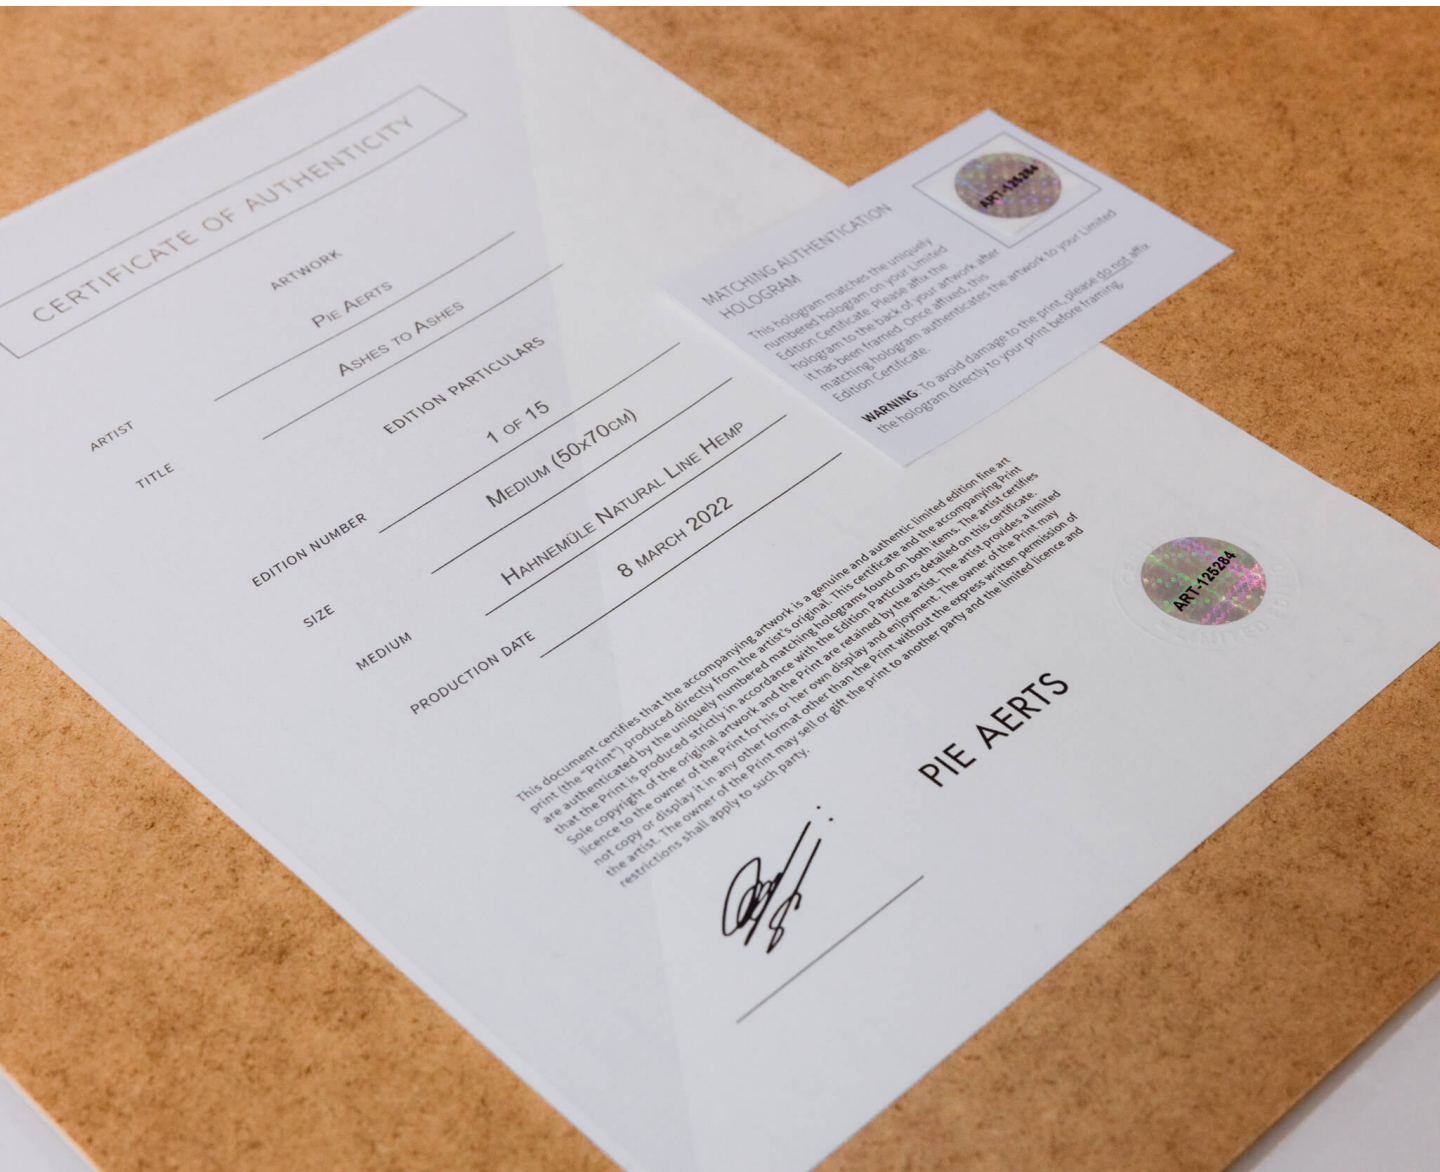 CERTIFICATE OF AUTHENTICITY
ARTWORK
ARTIST PIE AERTS
TITLE ASHES TO ASHES
EDITION PARTICULARS
EDITION NUMBER 1 OF 15
SIZE MEDIUM (50x70CM)
MEDIUM HAHNEMÜLE NATURAL LINE HEMP
PRODUCTION DATE 8 MARCH 2022
This document certifies that the accompanying artwork is a genuine and authentic limited edition fine art
print (the "Print") produced directly from the artist's original. This certificate and the accompanying Print
are authenticated by the uniquely numbered matching holograms found on both items. The artist certifies
that the Print is produced strictly in accordance with the Edition Particulars detailed on this certificate.
Sole copyright of the original artwork and the Print are retained by the artist. The artist provides a limited
licence to the owner of the Print for his or her own display and enjoyment. The owner of the Print may
not copy or display it in any other format other than the Print without the express written permission of
the artist. The owner of the Print may sell or gift the print to another party and the limited licence and
restrictions shall apply to such party.
PIE AERTS
ART-125284
LIMITED
MATCHING AUTHENTICATION
HOLOGRAM
This hologram matches the uniquely
numbered hologram on your Limited
Edition Certificate. Please affix the
hologram to the back of your artwork after
it has been framed. Once affixed, this
matching hologram authenticates the artwork to your Limited
Edition Certificate.
WARNING: To avoid damage to the print, please do not affix
the hologram directly to your print before framing.
ART-125284